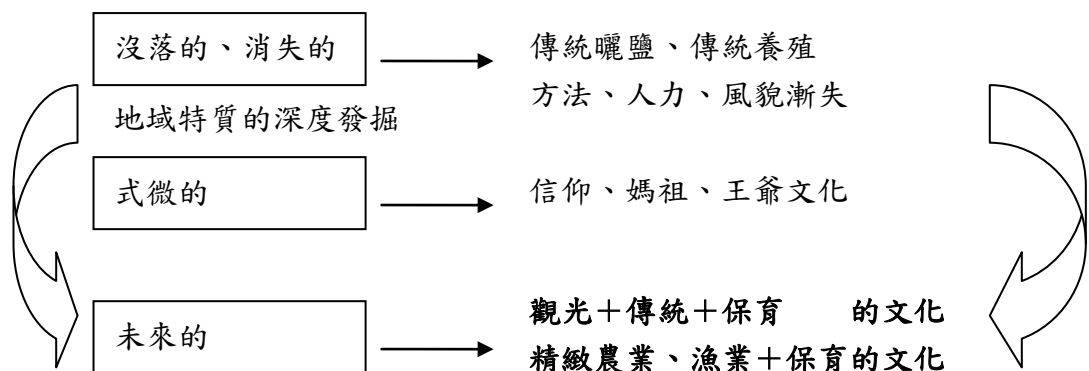 沒落的、消失的
傳統曬鹽、傳統養殖
方法、人力、風貌漸失
地域特質的深度發掘
式微的
信仰、媽祖、王爺文化
未來的
觀光＋傳統＋保育　　的文化
精緻農業、漁業＋保育的文化